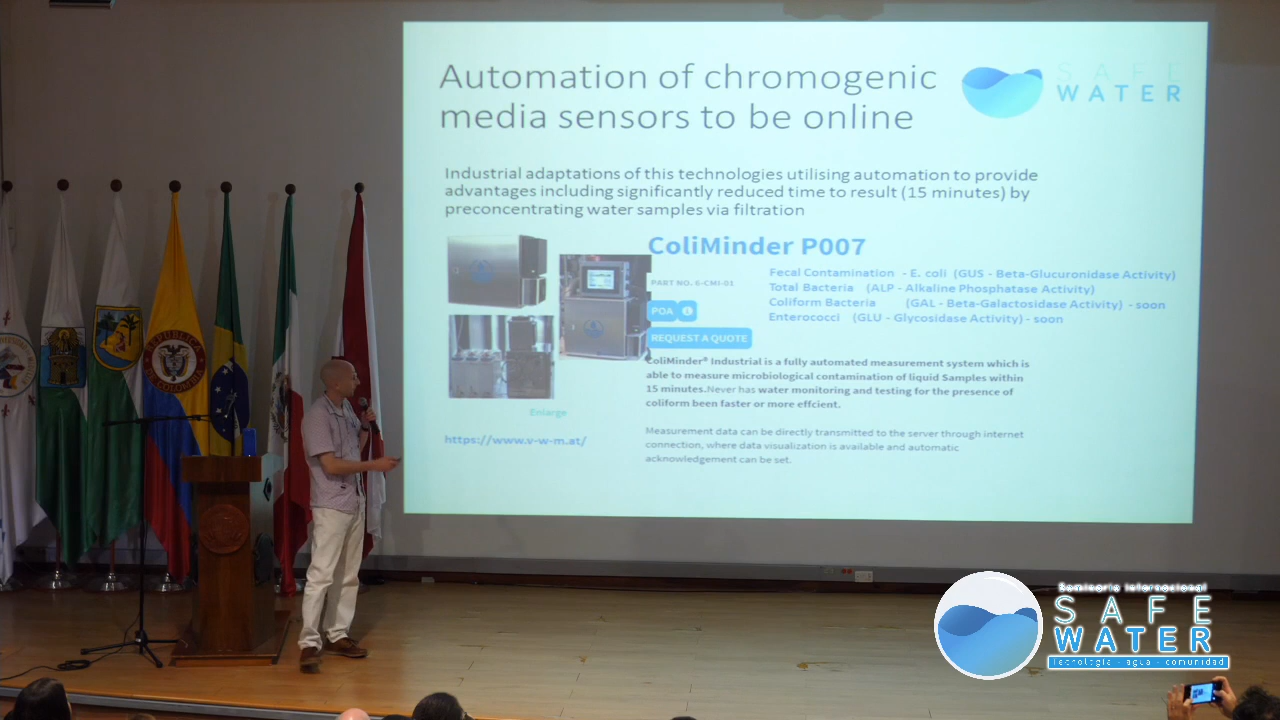 Automation of chromogenic
media sensors to be online
SAFE
WATER
Industrial adaptations of this technologies utilising automation to provide
advantages including significantly reduced time to result (15 minutes) by
preconcentrating water samples via filtration
ColiMinder P007
PART NO. 6-CMI-01
POA
REQUEST A QUOTE
Fecal Contamination - E. coli (GUS - Beta-Glucuronidase Activity)
Total Bacteria (ALP - Alkaline Phosphatase Activity)
Coliform Bacteria (GAL - Beta-Galactosidase Activity) - soon
Enterococci (GLU - Glycosidase Activity) - soon
ColiMinder® Industrial is a fully automated measurement system which is
able to measure microbiological contamination of liquid Samples within
15 minutes.Never has water monitoring and testing for the presence of
coliform been faster or more effcient.
Enlarge
https://www.v-w-m.at/
Measurement data can be directly transmitted to the server through internet
connection, where data visualization is available and automatic
acknowledgement can be set.
Seminario Internacional
SAFE
WATER
Tecnología - agua - comunidad